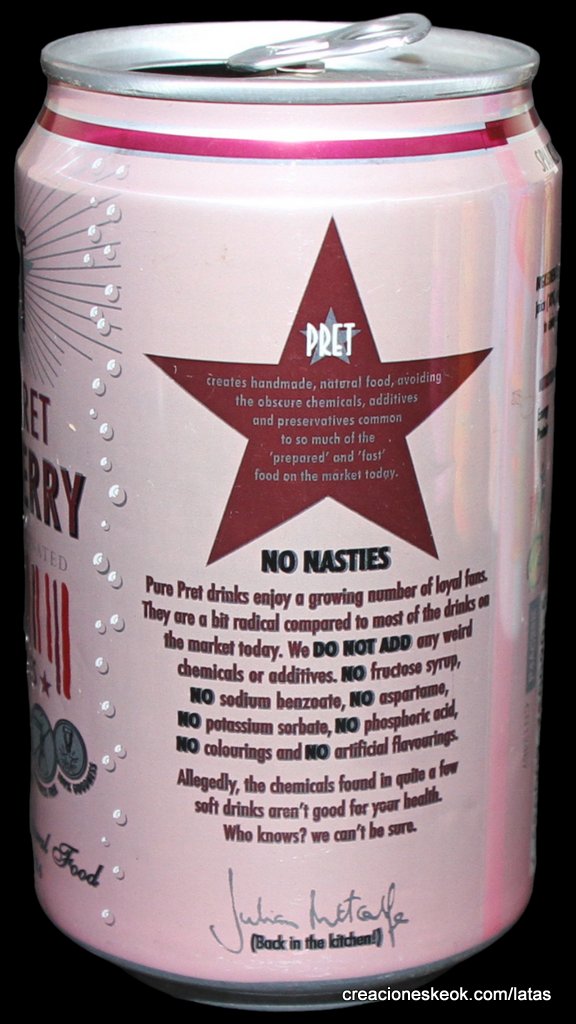 PRET
creates handmade, natural food, avoiding
the obscure chemicals, additives
and preservatives common
to so much of the
'prepared' and 'fast'
food on the market today.
NO NASTIES
Pure Pret drinks enjoy a growing number of loyal fans.
They are a bit radical compared to most of the drinks on
the market today. We DO NOT ADD any weird
chemicals or additives. NO fructose syrup,
NO sodium benzoate, NO aspartame,
NO potassium sorbate, NO phosphoric acid,
NO colourings and NO artificial flavourings.
Allegedly, the chemicals found in quite a few
soft drinks aren't good for your health.
Who knows? we can't be sure.
Julian Metcalfe
(Back in the kitchen!)
RET
ERRY
ATED
Food
creacioneskeok.com/latas